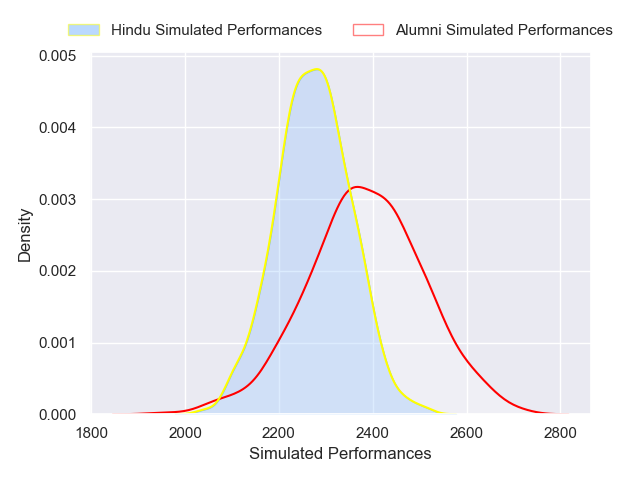 Hindu Simulated Performances Alumni Simulated Performances
0.005
0.004
0.003
0.002
0.001
0.000
Density
1800 2000 2200 2400 2600 2800
Simulated Performances